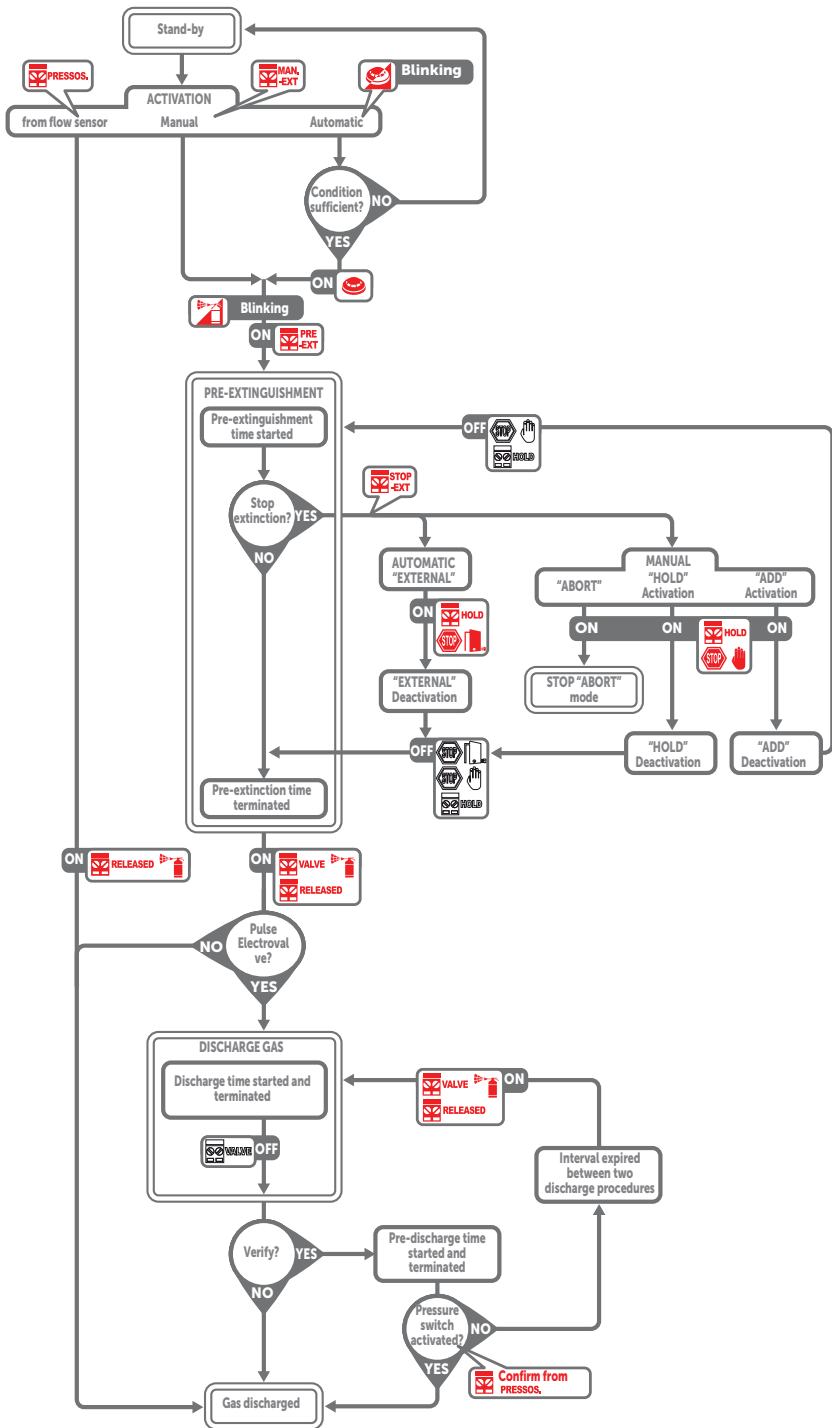 Stand-by
PRESSOS.
MAN.
-EXT
Blinking
ACTIVATION
from flow sensor
Manual
Automatic
Condition
sufficient?
NO
YES
ON
Blinking
ON
PRE
-EXT
PRE-EXTINGUISHMENT
Pre-extinguishment
time started
OFF
STOP
HOLD
STOP
-EXT
Stop
extinction?
YES
NO
AUTOMATIC
"EXTERNAL"
MANUAL
"ABORT"
"HOLD"
Activation
"ADD"
Activation
ON
HOLD
STOP
ON
ON
ON
HOLD
STOP
"EXTERNAL"
Deactivation
STOP "ABORT"
mode
OFF
STOP
STOP
HOLD
"HOLD"
Deactivation
"ADD"
Deactivation
Pre-extinction time
terminated
ON
RELEASED
ON
VALVE
RELEASED
NO
Pulse
Electroval
ve?
YES
DISCHARGE GAS
Discharge time started and
terminated
VALVE
ON
RELEASED
VALVE
OFF
Interval expired
between two
discharge procedures
Verify?
YES
NO
Pre-discharge time
started and
terminated
Pressure
switch
activated?
NO
YES
Confirm from
PRESSOS.
Gas discharged